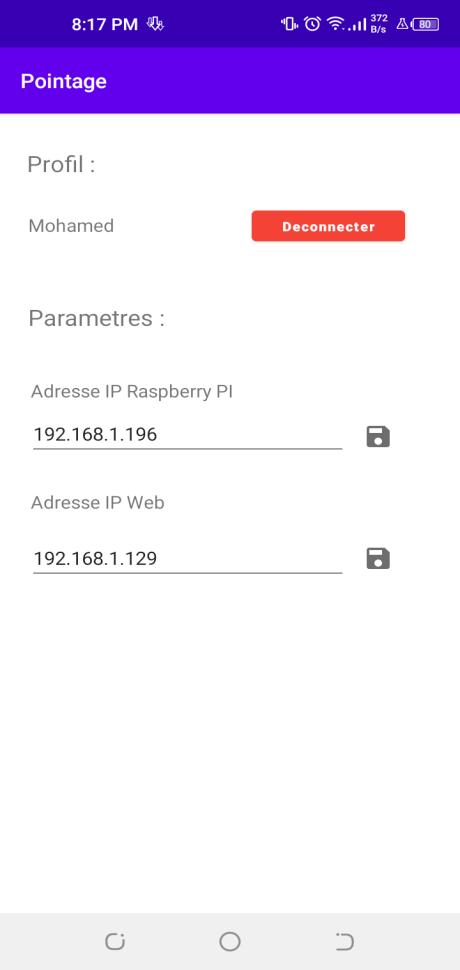 8:17 PM 372 B/s 80
Pointage
Profil :
Mohamed Deconnecter
Parametres :
Adresse IP Raspberry PI
192.168.1.196
Adresse IP Web
192.168.1.129